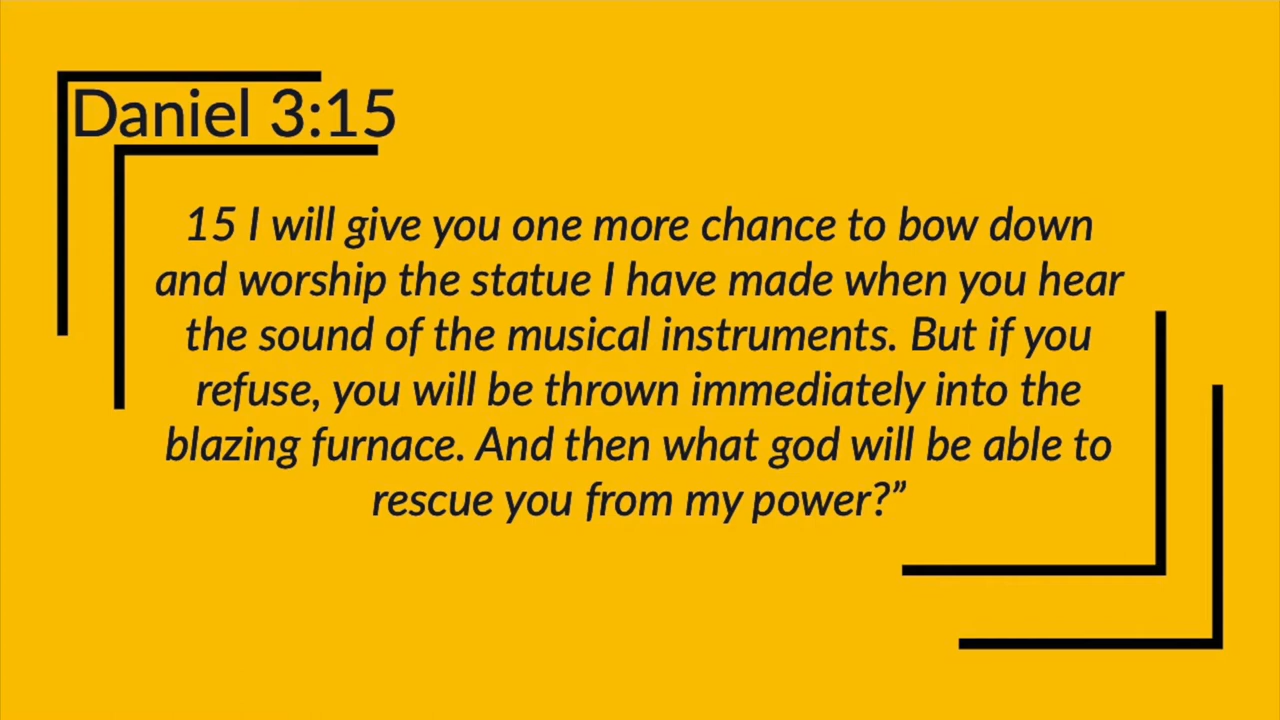 Daniel 3:15
15 I will give you one more chance to bow down
and worship the statue I have made when you hear
the sound of the musical instruments. But if you
refuse, you will be thrown immediately into the
blazing furnace. And then what god will be able to
rescue you from my power?”